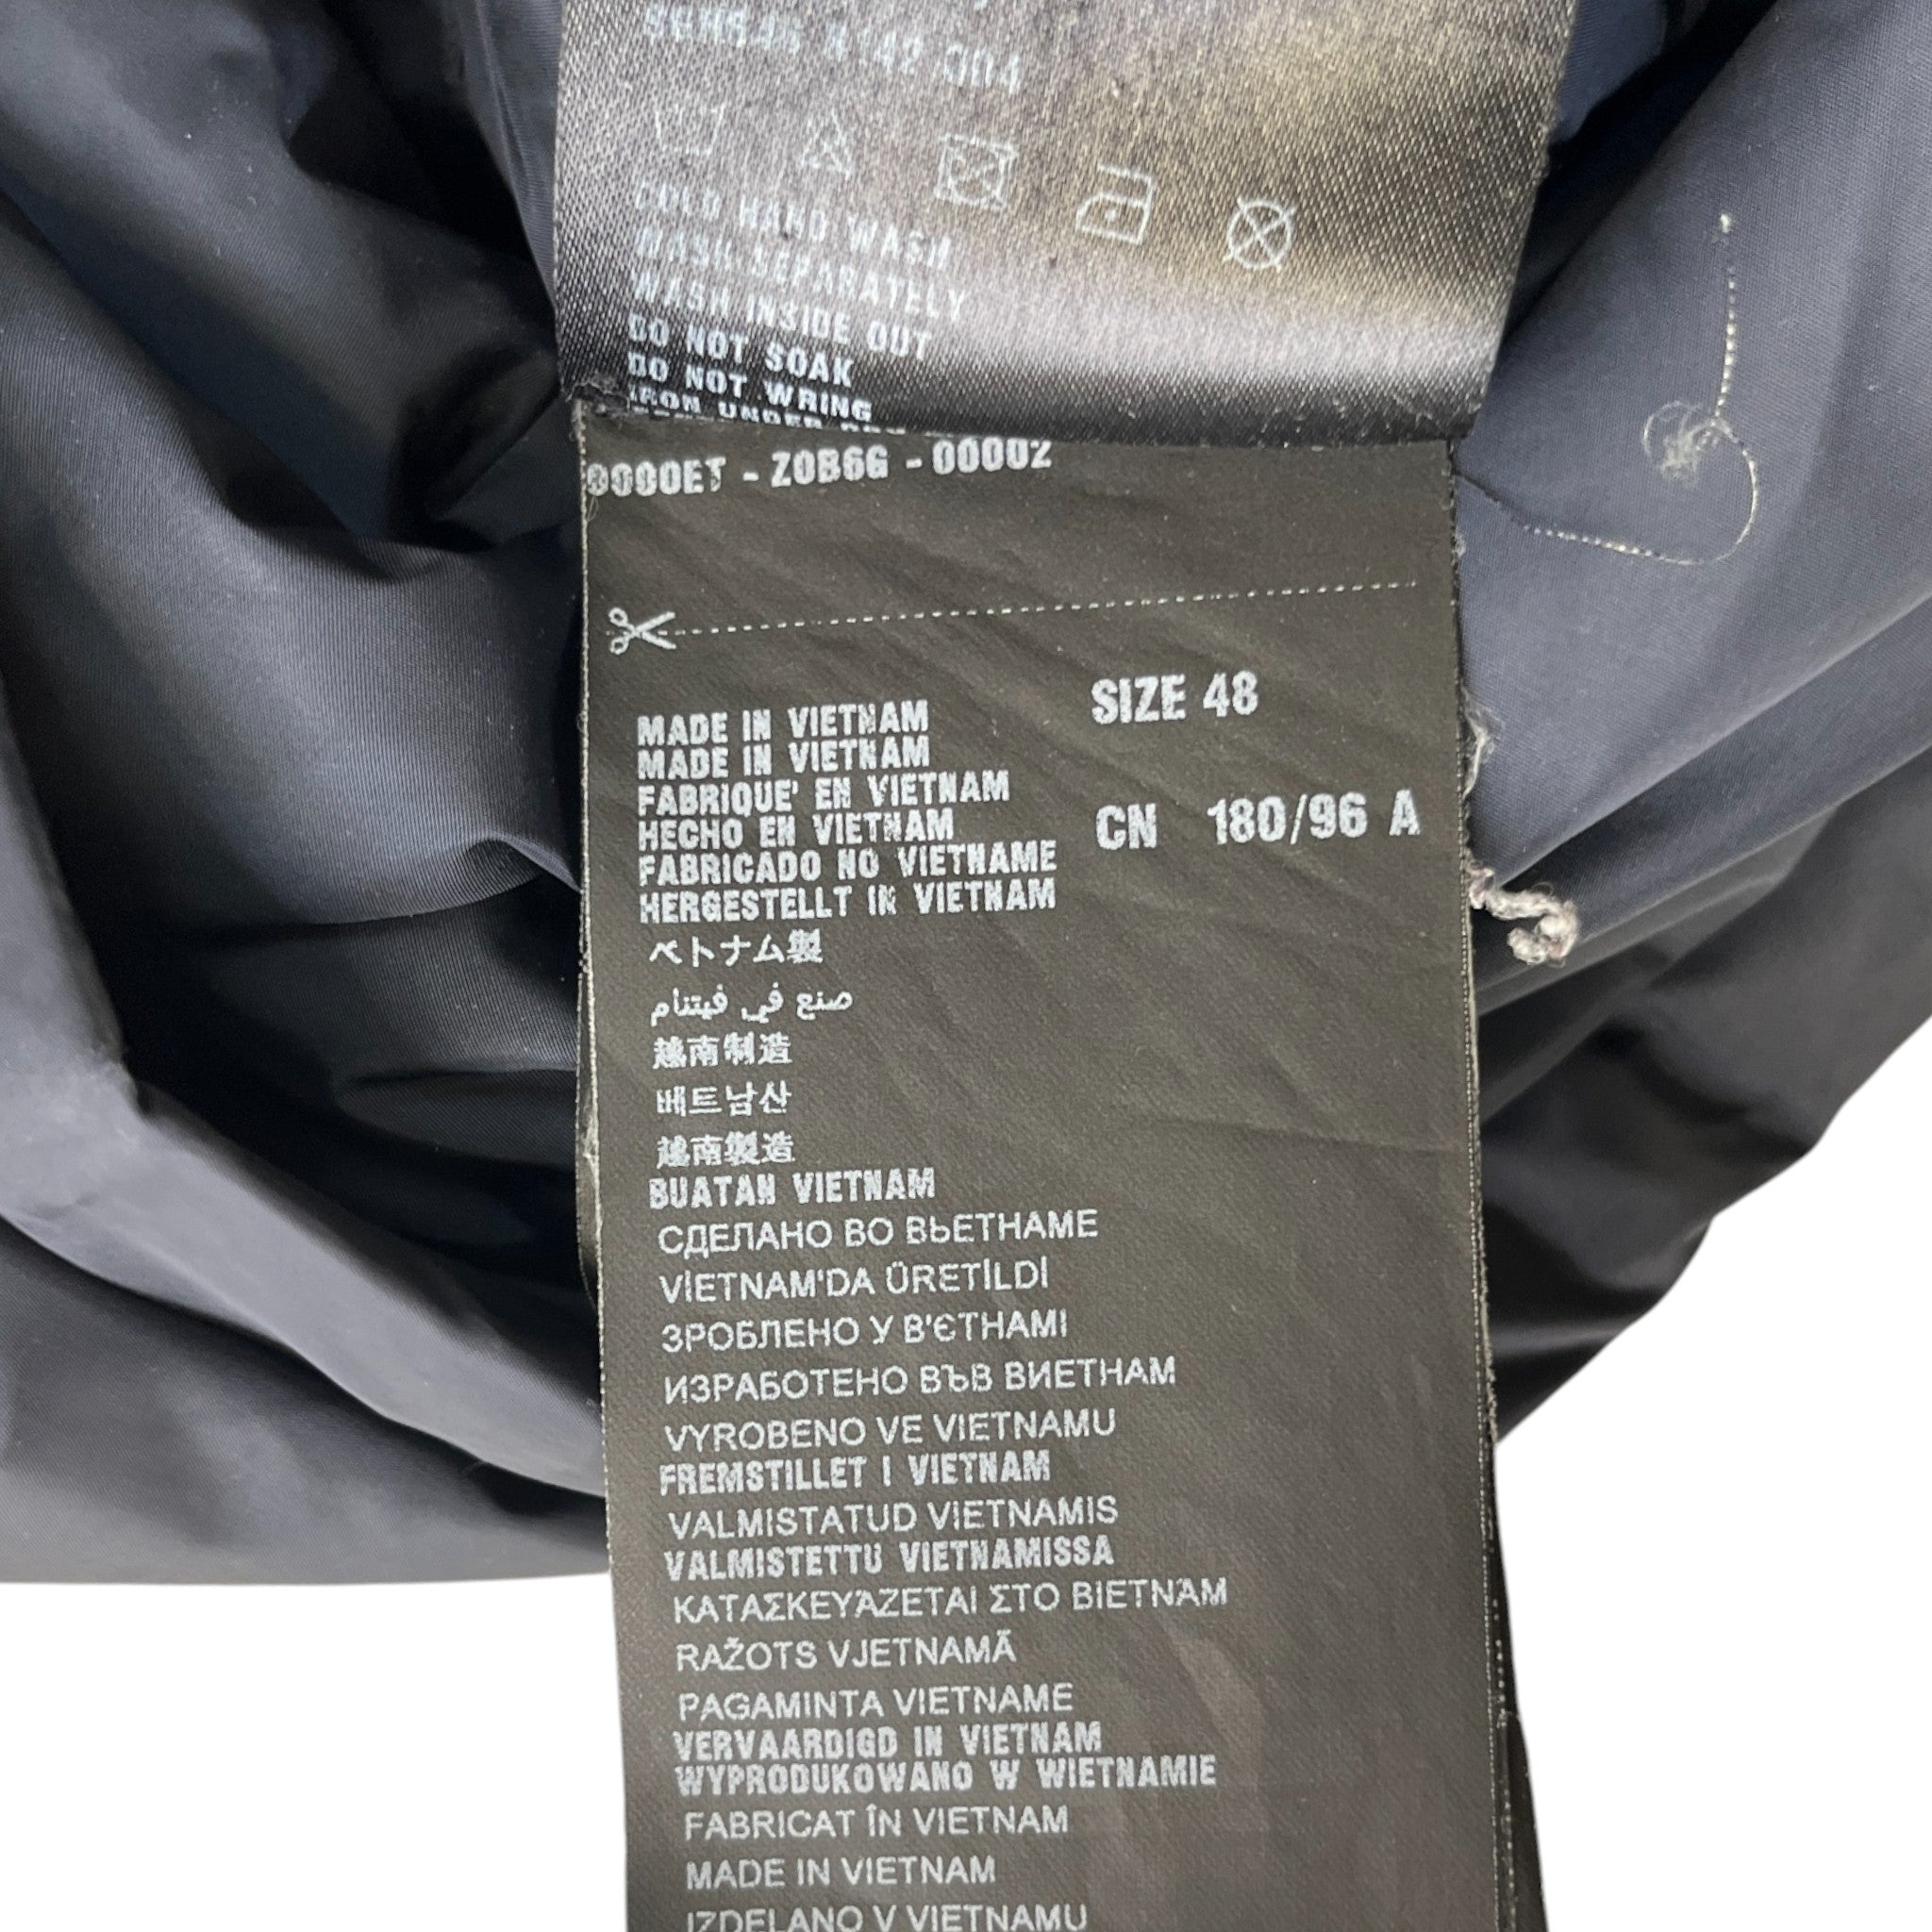 COLD HAND WASH
WASH SEPARATELY
WASH INSIDE OUT
DO NOT SOAK
DO NOT WRING
IRON UNDER
0000ET - Z0B6G - 00002
SIZE 48
CN 180/96 A
MADE IN VIETNAM
MADE IN VIETNAM
FABRIQUE' EN VIETNAM
HECHO EN VIETNAM
FABRICADO NO VIETNAME
HERGESTELLT IN VIETNAM
ベトナム製
صنع في فيتنام
越南制造
베트남산
越南製造
BUATAN VIETNAM
СДЕЛАНО ВО ВЬЕТНАМЕ
VİETNAM'DA ÜRETİLDİ
ЗРОБЛЕНО У В'ЄТНАМІ
ИЗРАБОТЕНО ВЪВ ВИЕТНАМ
VYROBENO VE VIETNAMU
FREMSTILLET I VIETNAM
VALMISTATUD VIETNAMIS
VALMISTETTU VIETNAMISSA
ΚΑΤΑΣΚΕΥΆΖΕΤΑΙ ΣΤΟ ΒΙΕΤΝΆΜ
RAŽOTS VJETNAMĀ
PAGAMINTA VIETNAME
VERVAARDIGD IN VIETNAM
WYPRODUKOWANO W WIETNAMIE
FABRICAT ÎN VIETNAM
MADE IN VIETNAM
IZDELANO V VIETNAMU